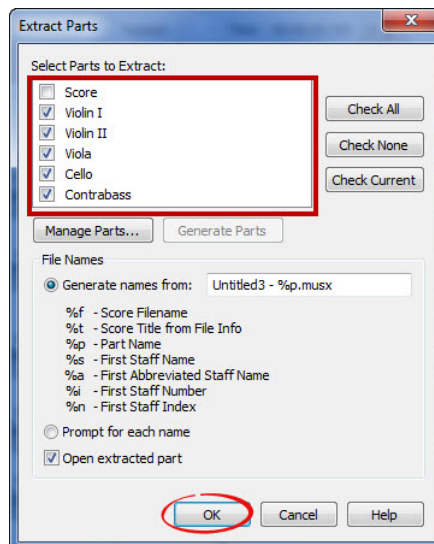 Extract Parts
Select Parts to Extract:
Score
Violin I
Violin II
Viola
Cello
Contrabass
Check All
Check None
Check Current
Manage Parts...
Generate Parts
File Names
Generate names from:
Untitled3 - %p.musx
%f - Score Filename
%t - Score Title from File Info
%p - Part Name
%s - First Staff Name
%a - First Abbreviated Staff Name
%i - First Staff Number
%n - First Staff Index
Prompt for each name
Open extracted part
OK
Cancel
Help